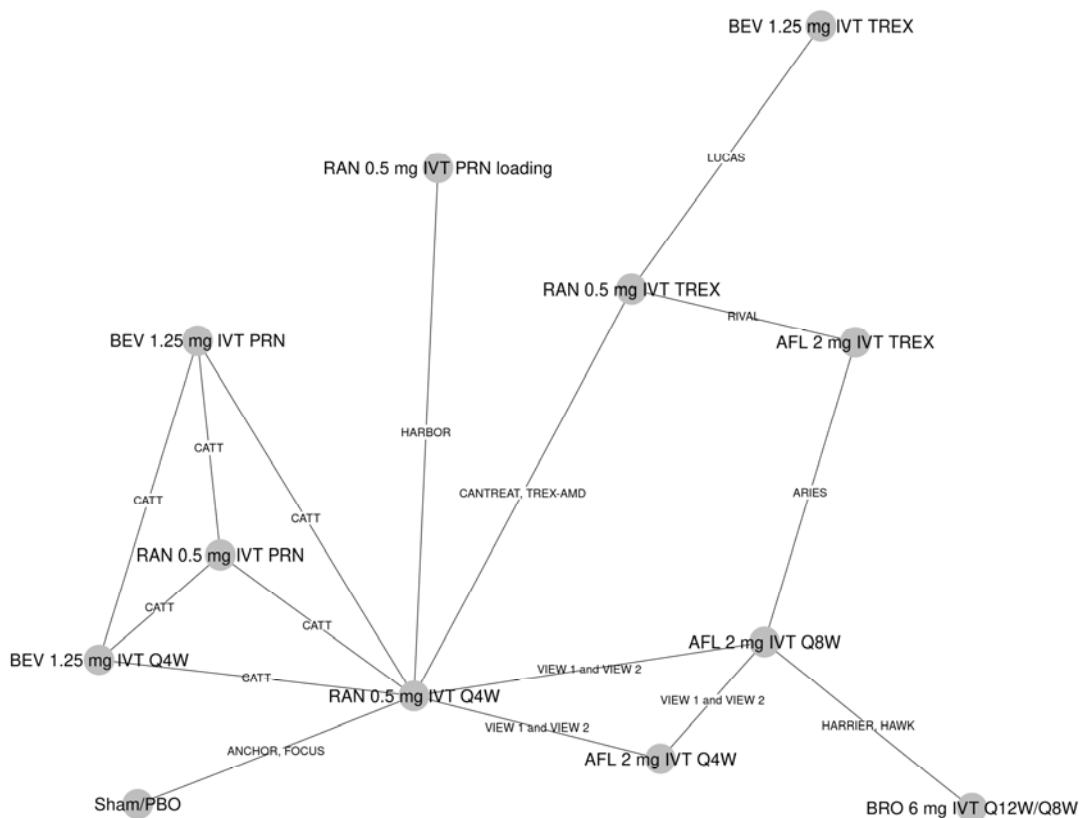 BEV 1.25 mg IVT TREX
LUCAS
RAN 0.5 mg IVT PRN loading
RAN 0.5 mg IVT TREX
RIVAL
BEV 1.25 mg IVT PRN
AFL 2 mg IVT TREX
HARBOR
CATT
CANTREAT, TREX-AMD
ARIES
CATT
CATT
RAN 0.5 mg IVT PRN
CATT
CATT
AFL 2 mg IVT Q8W
BEV 1.25 mg IVT Q4W
VIEW 1 and VIEW 2
CATT
RAN 0.5 mg IVT Q4W
VIEW 1 and VIEW 2
VIEW 1 and VIEW 2
HARRIER, HAWK
ANCHOR, FOCUS
AFL 2 mg IVT Q4W
Sham/PBO
BRO 6 mg IVT Q12W/Q8W